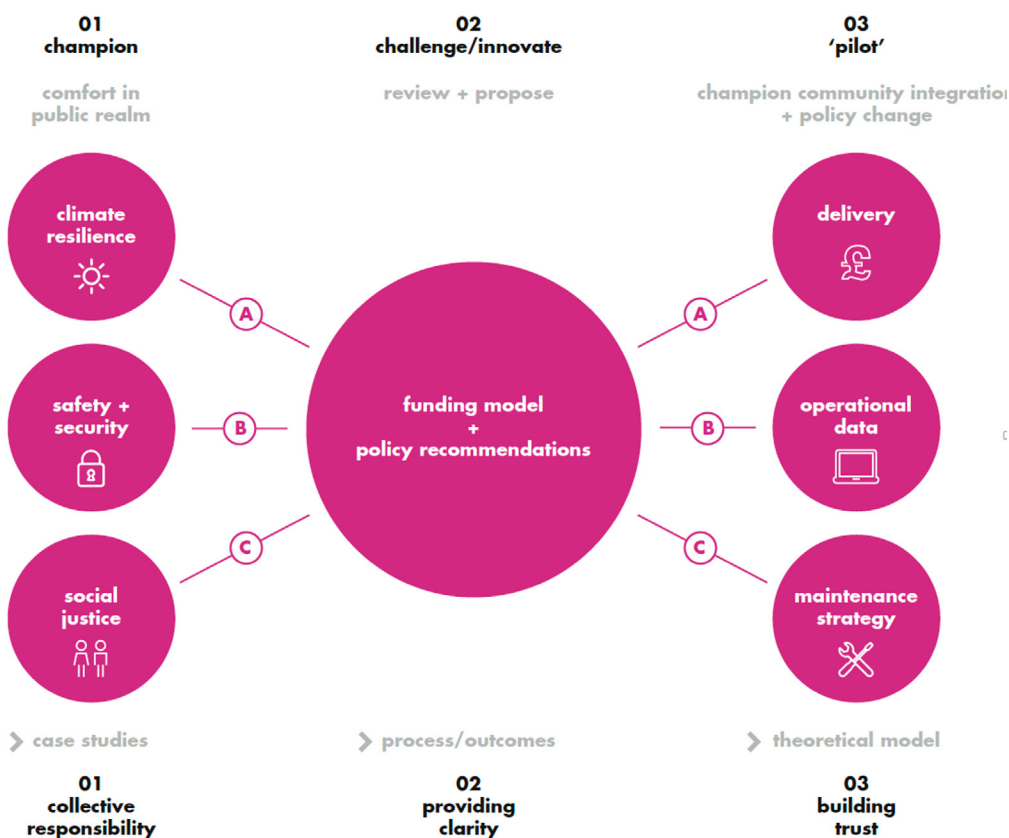 01
champion
02
challenge/innovate
03
‘pilot’
comfort in
public realm
review + propose
champion community integration
+ policy change
climate
resilience
delivery
£
A
A
safety +
security
B
funding model
+
policy recommendations
B
operational
data
C
C
social
justice
maintenance
strategy
case studies
process/outcomes
theoretical model
01
collective
responsibility
02
providing
clarity
03
building
trust